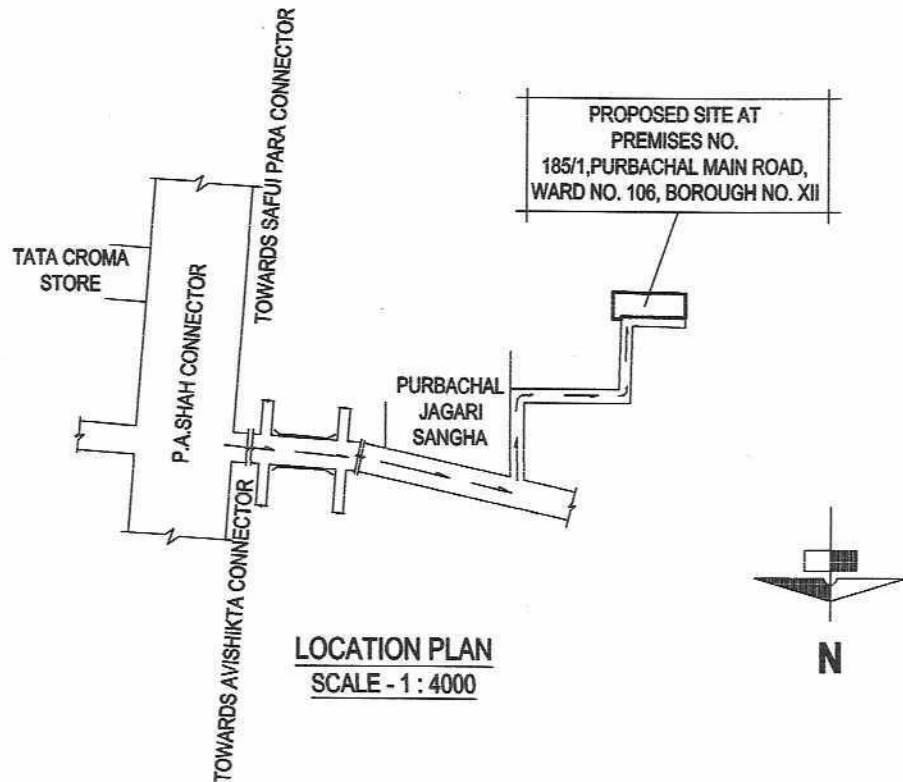 PROPOSED SITE AT
PREMISES NO.
185/1,PURBACHAL MAIN ROAD,
WARD NO. 106, BOROUGH NO. XII
TOWARDS SAFUI PARA CONNECTOR
TATA CROMA
STORE
P.A.SHAH CONNECTOR
PURBACHAL
JAGARI
SANGHA
TOWARDS AVISHIKTA CONNECTOR
LOCATION PLAN
SCALE - 1 : 4000
N